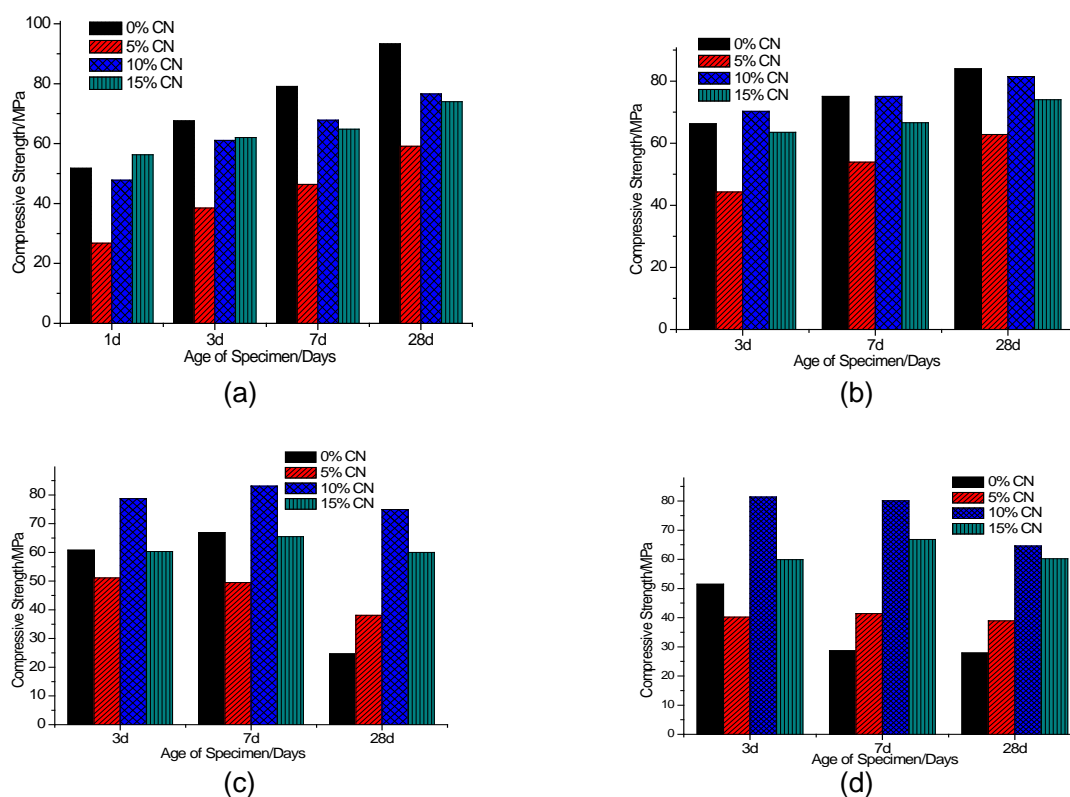 100
80
60
40
20
0
Compressive Strength/MPa
0% CN
5% CN
10% CN
15% CN
1d 3d 7d 28d
Age of Specimen/Days
(a)
80
60
40
20
0
Compressive Strength/MPa
0% CN
5% CN
10% CN
15% CN
3d 7d 28d
Age of Specimen/Days
(b)
80
70
60
50
40
30
20
10
0
Compressive Strength/MPa
0% CN
5% CN
10% CN
15% CN
3d 7d 28d
Age of Specimen/Days
(c)
80
70
60
50
40
30
20
10
0
Compressive Strength/MPa
0% CN
5% CN
10% CN
15% CN
3d 7d 28d
Age of Specimen/Days
(d)